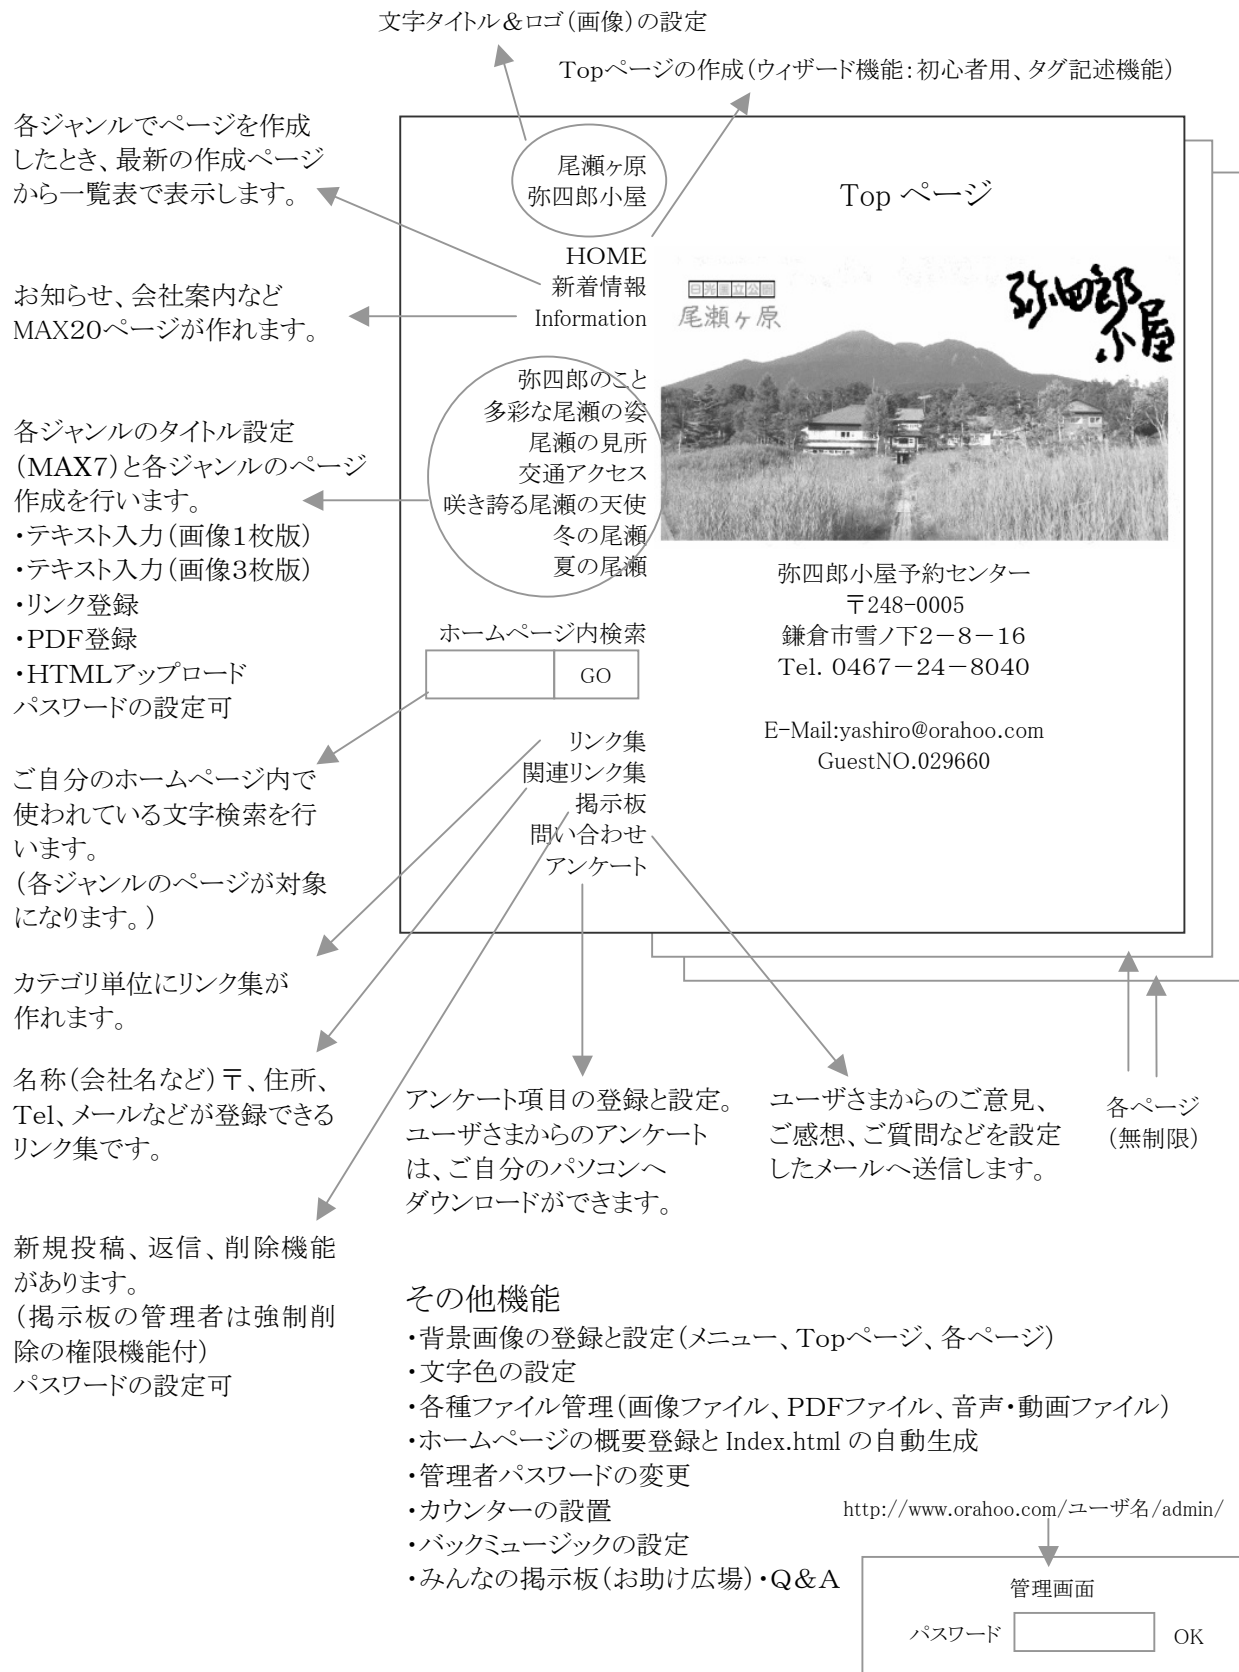 文字タイトル＆ロゴ（画像）の設定
Topページの作成（ウィザード機能：初心者用、タグ記述機能）
各ジャンルでページを作成
したとき、最新の作成ページ
から一覧表で表示します。
お知らせ、会社案内など
MAX20ページが作れます。
各ジャンルのタイトル設定
（MAX7）と各ジャンルのページ
作成を行います。
・テキスト入力（画像１枚版）
・テキスト入力（画像３枚版）
・リンク登録
・PDF登録
・HTMLアップロード
パスワードの設定可
ご自分のホームページ内で
使われている文字検索を行
います。
（各ジャンルのページが対象
になります。）
カテゴリ単位にリンク集が
作れます。
名称（会社名など）〒、住所、
Tel、メールなどが登録できる
リンク集です。
新規投稿、返信、削除機能
があります。
（掲示板の管理者は強制削
除の権限機能付）
パスワードの設定可
尾瀬ヶ原
弥四郎小屋
HOME
新着情報
Information
弥四郎のこと
多彩な尾瀬の姿
尾瀬の見所
交通アクセス
咲き誇る尾瀬の天使
冬の尾瀬
夏の尾瀬
ホームページ内検索
GO
リンク集
関連リンク集
掲示板
問い合わせ
アンケート
Top ページ
日光国立公園
尾瀬ヶ原
弥四郎
小屋
弥四郎小屋予約センター
〒248-0005
鎌倉市雪ノ下２－８－１６
Tel. 0467－24－8040
E-Mail:yashiro@orahoo.com
GuestNO.029660
アンケート項目の登録と設定。
ユーザさまからのアンケート
は、ご自分のパソコンへ
ダウンロードができます。
ユーザさまからのご意見、
ご感想、ご質問などを設定
したメールへ送信します。
各ページ
（無制限）
その他機能
・背景画像の登録と設定（メニュー、Topページ、各ページ）
・文字色の設定
・各種ファイル管理（画像ファイル、PDFファイル、音声・動画ファイル）
・ホームページの概要登録と Index.html の自動生成
・管理者パスワードの変更
・カウンターの設置
・バックミュージックの設定
・みんなの掲示板（お助け広場）・Q＆A
http://www.orahoo.com/ユーザ名/admin/
管理画面
パスワード
OK